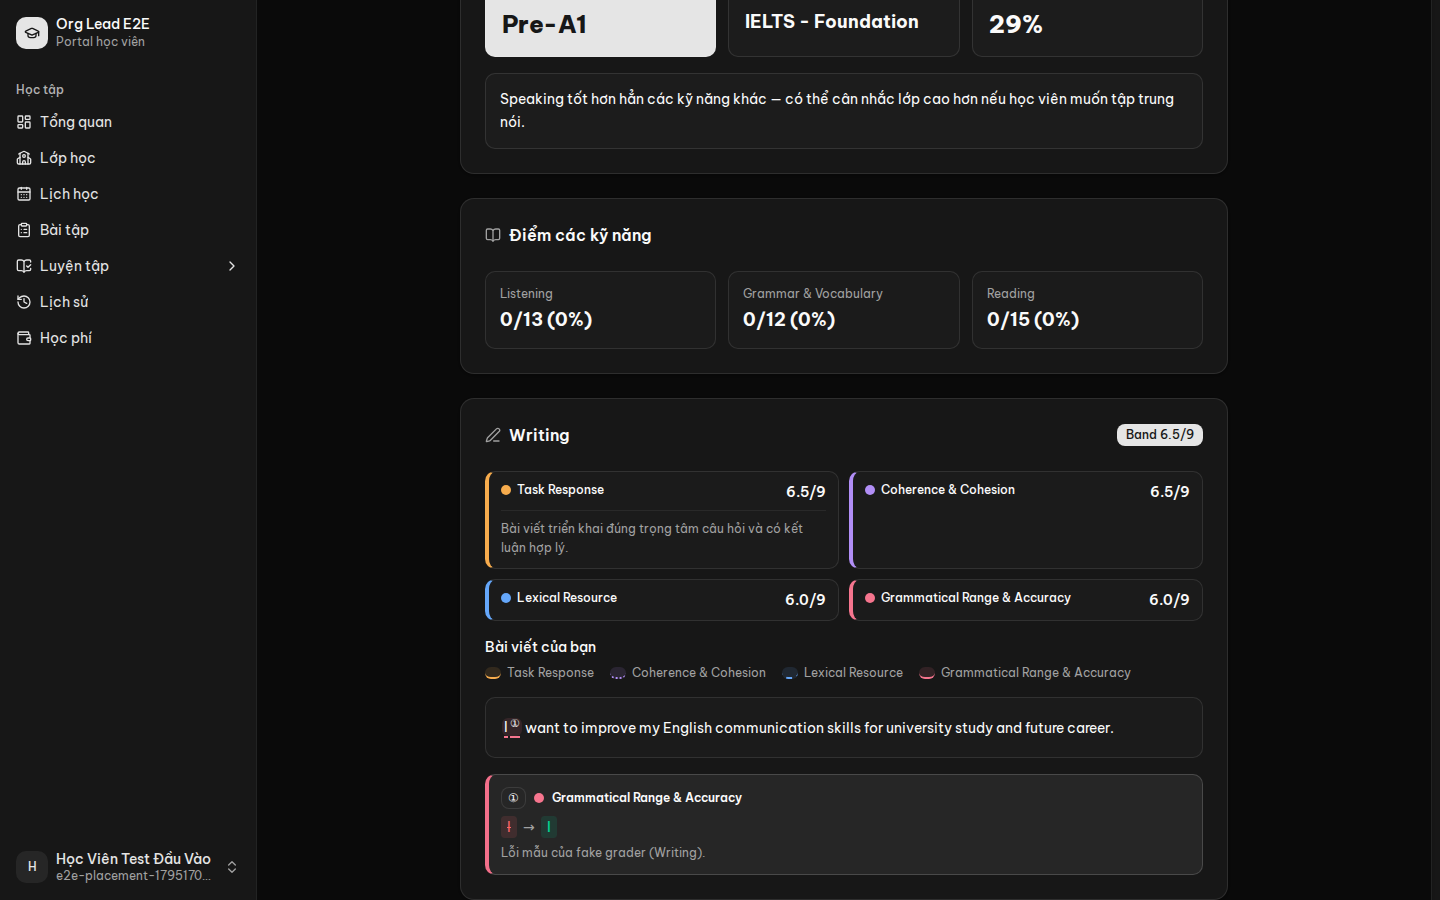 Org Lead E2E
Portal học viên
Học tập
Tổng quan
Lớp học
Lịch học
Bài tập
Luyện tập
Lịch sử
Học phí
Học Viên Test Đầu Vào
e2e-placement-1795170...
H
Pre-A1
IELTS - Foundation
29%
Speaking tốt hơn hẳn các kỹ năng khác — có thể cân nhắc lớp cao hơn nếu học viên muốn tập trung
nói.
Điểm các kỹ năng
Listening
0/13 (0%)
Grammar & Vocabulary
0/12 (0%)
Reading
0/15 (0%)
Writing
Band 6.5/9
Task Response
6.5/9
Bài viết triển khai đúng trọng tâm câu hỏi và có kết
luận hợp lý.
Coherence & Cohesion
6.5/9
Lexical Resource
6.0/9
Grammatical Range & Accuracy
6.0/9
Bài viết của bạn
Task Response
Coherence & Cohesion
Lexical Resource
Grammatical Range & Accuracy
I ① want to improve my English communication skills for university study and future career.
① Grammatical Range & Accuracy
I → I
Lỗi mẫu của fake grader (Writing).